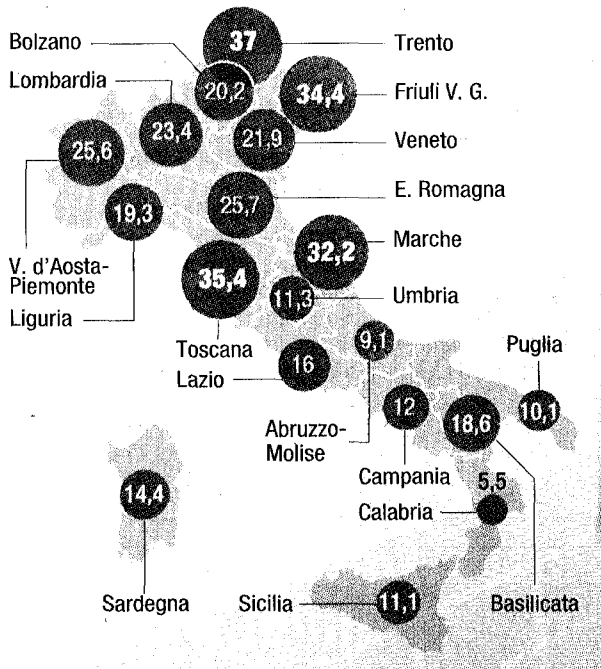 Bolzano
37
Trento
Lombardia
20,2
34,4
Friuli V. G.
23,4
21,9
Veneto
25,6
E. Romagna
19,3
25,7
Marche
32,2
V. d'Aosta-
Piemonte
35,4
11,3
Umbria
Liguria
Toscana
9,1
Puglia
Lazio
16
12
18,6
10,1
Abruzzo-
Molise
Campania
5,5
14,4
Calabria
Sardegna
Sicilia
11,1
Basilicata